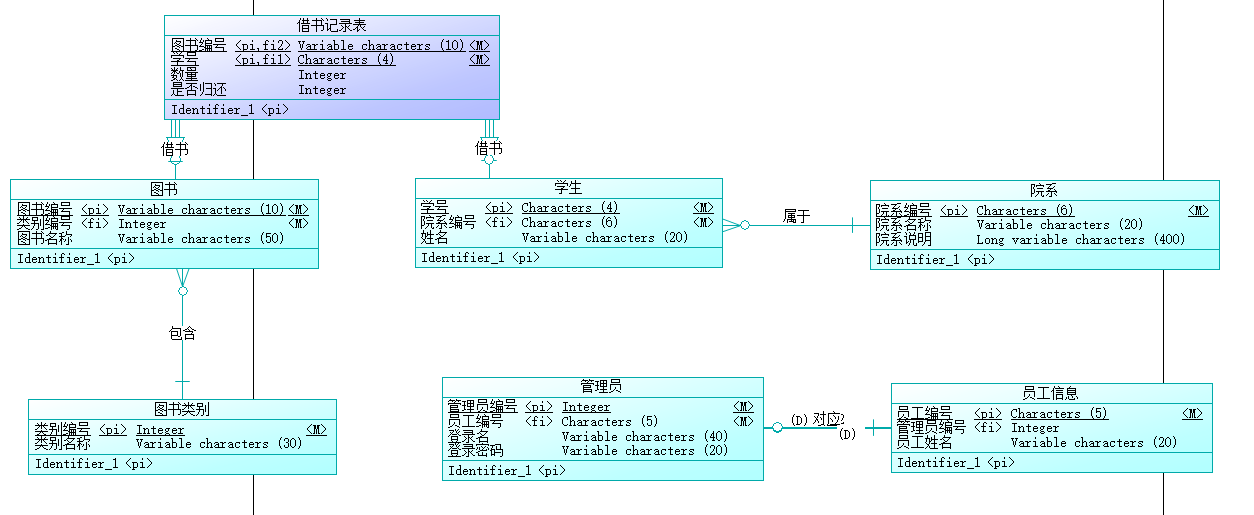 借书记录表
图书编号 <pi,fi2> Variable characters (10) <M>
学号 <pi,fi1> Characters (4) <M>
数量 Integer
是否归还 Integer
Identifier_1 <pi>
借书
借书
图书
图书编号 <pi> Variable characters (10) <M>
类别编号 <fi> Integer <M>
图书名称 Variable characters (50)
Identifier_1 <pi>
学生
学号 <pi> Characters (4) <M>
院系编号 <fi> Characters (6) <M>
姓名 Variable characters (20)
Identifier_1 <pi>
属于
院系
院系编号 <pi> Characters (6) <M>
院系名称 Variable characters (20)
院系说明 Long variable characters (400)
Identifier_1 <pi>
包含
图书类别
类别编号 <pi> Integer <M>
类别名称 Variable characters (30)
Identifier_1 <pi>
管理员
管理员编号 <pi> Integer <M>
员工编号 <fi> Characters (5) <M>
登录名 Variable characters (40)
登录密码 Variable characters (20)
Identifier_1 <pi>
(D) 对应2
(D)
员工信息
员工编号 <pi> Characters (5) <M>
管理员编号 <fi> Integer
员工姓名 Variable characters (20)
Identifier_1 <pi>